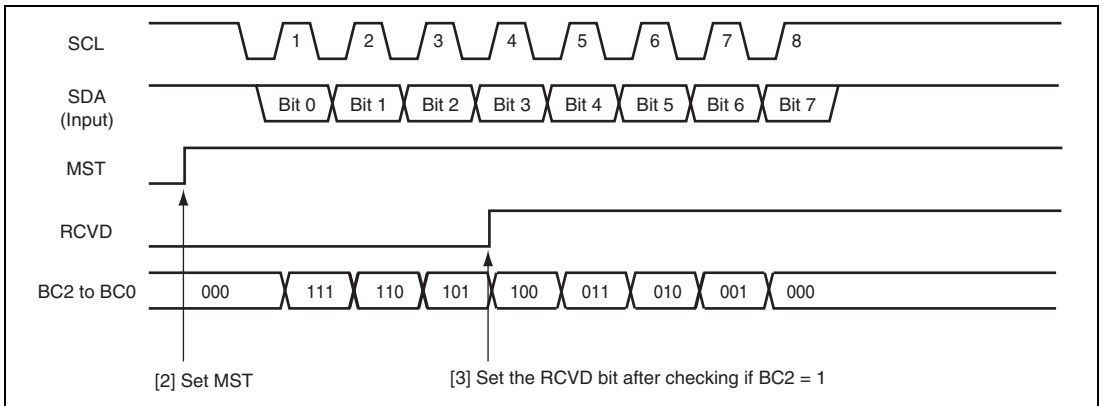 SCL 1 2 3 4 5 6 7 8
SDA
(Input)
Bit 0 Bit 1 Bit 2 Bit 3 Bit 4 Bit 5 Bit 6 Bit 7
MST
RCVD
BC2 to BC0 000 111 110 101 100 011 010 001 000
[2] Set MST [3] Set the RCVD bit after checking if BC2 = 1